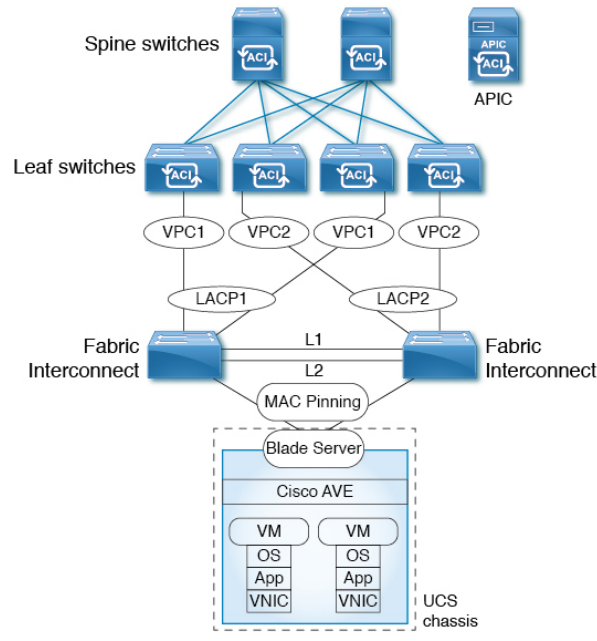 Spine switches
ACI
ACI
APIC
ACI
APIC
Leaf switches
ACI
ACI
ACI
ACI
VPC1
VPC2
VPC1
VPC2
LACP1
LACP2
Fabric
Interconnect
L1
L2
Fabric
Interconnect
MAC Pinning
Blade Server
Cisco AVE
VM
VM
OS
OS
App
App
VNIC
VNIC
UCS
chassis